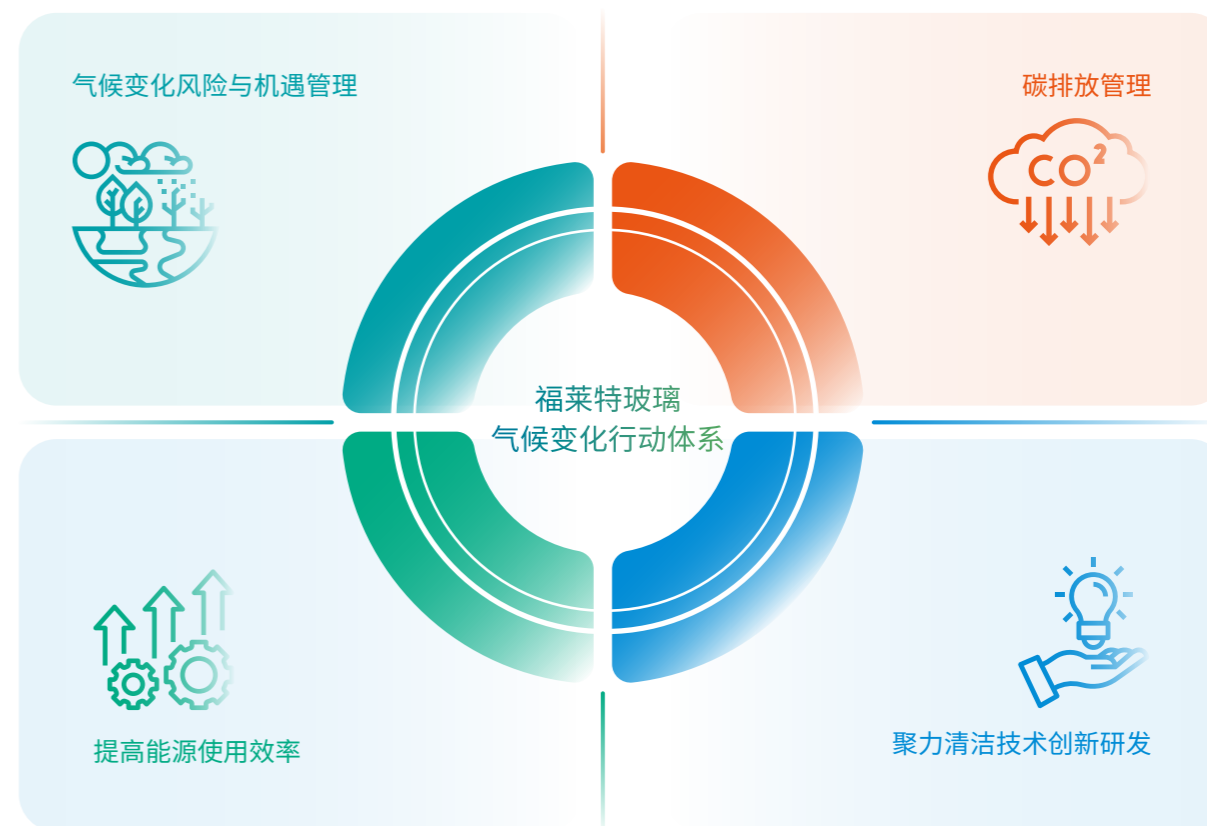 气候变化风险与机遇管理
碳排放管理
CO²
福莱特玻璃
气候变化行动体系
提高能源使用效率
聚力清洁技术创新研发